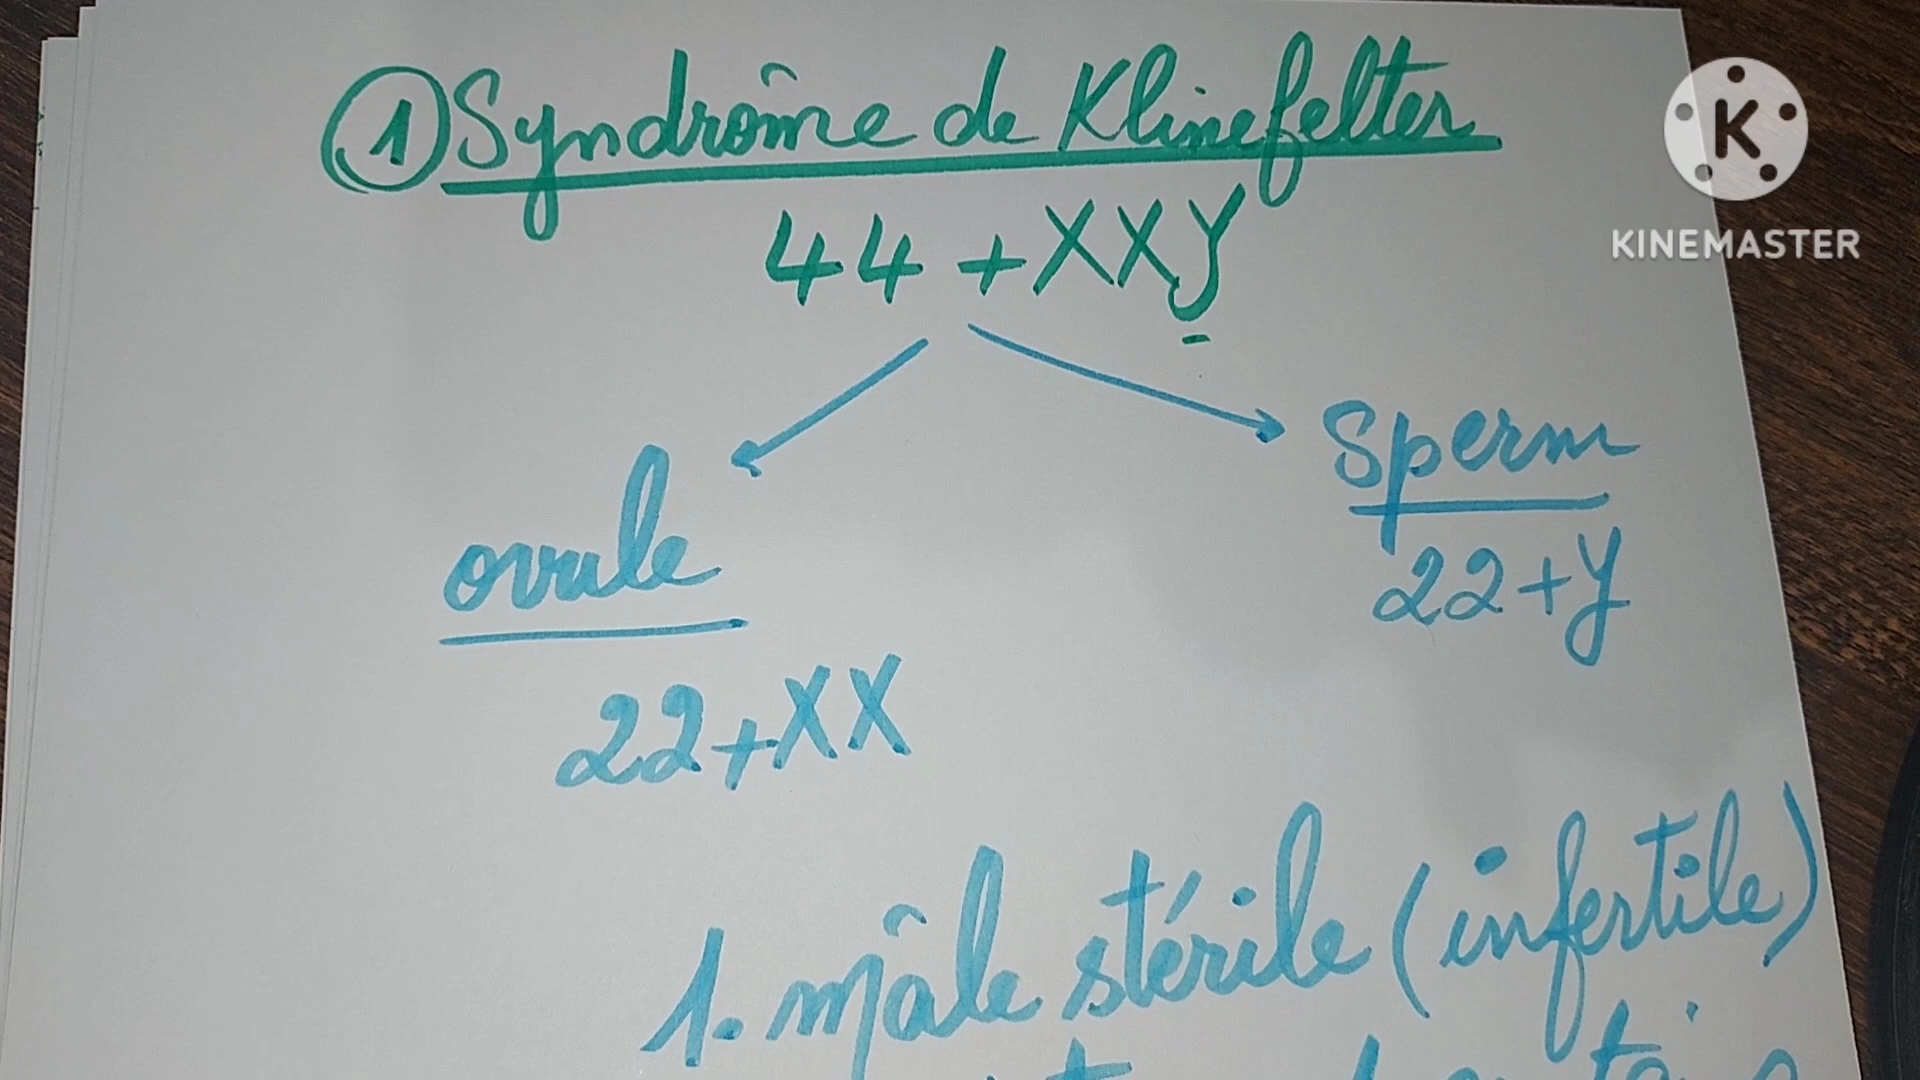 ① Syndrôme de Klinefelter
44 + XXY
Sperm
22+Y
ovule
22+XX
1. mâle stérile (infertile)
K
KINEMASTER